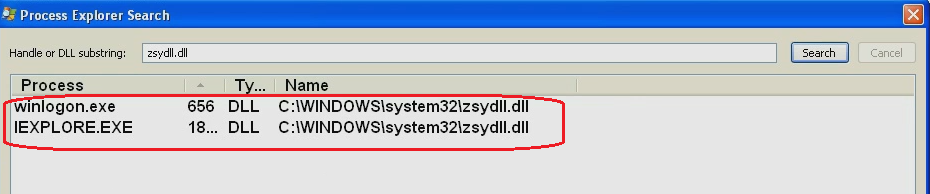 Process Explorer Search
Handle or DLL substring: zsydll.dll Search Cancel
Process Ty... Name
winlogon.exe 656 DLL C:\WINDOWS\system32\zsydll.dll
IEXPLORE.EXE 18... DLL C:\WINDOWS\system32\zsydll.dll